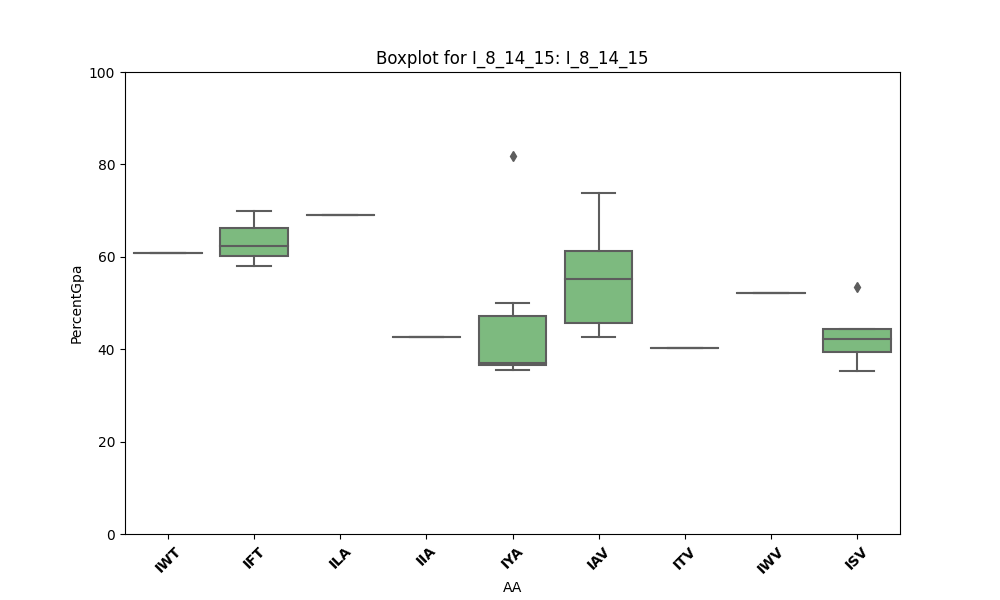 Boxplot for I_8_14_15: I_8_14_15
100
80
60
40
20
0
PercentGpa
IWT IFT ILA IIA IYA IAV ITV IWV ISV
AA